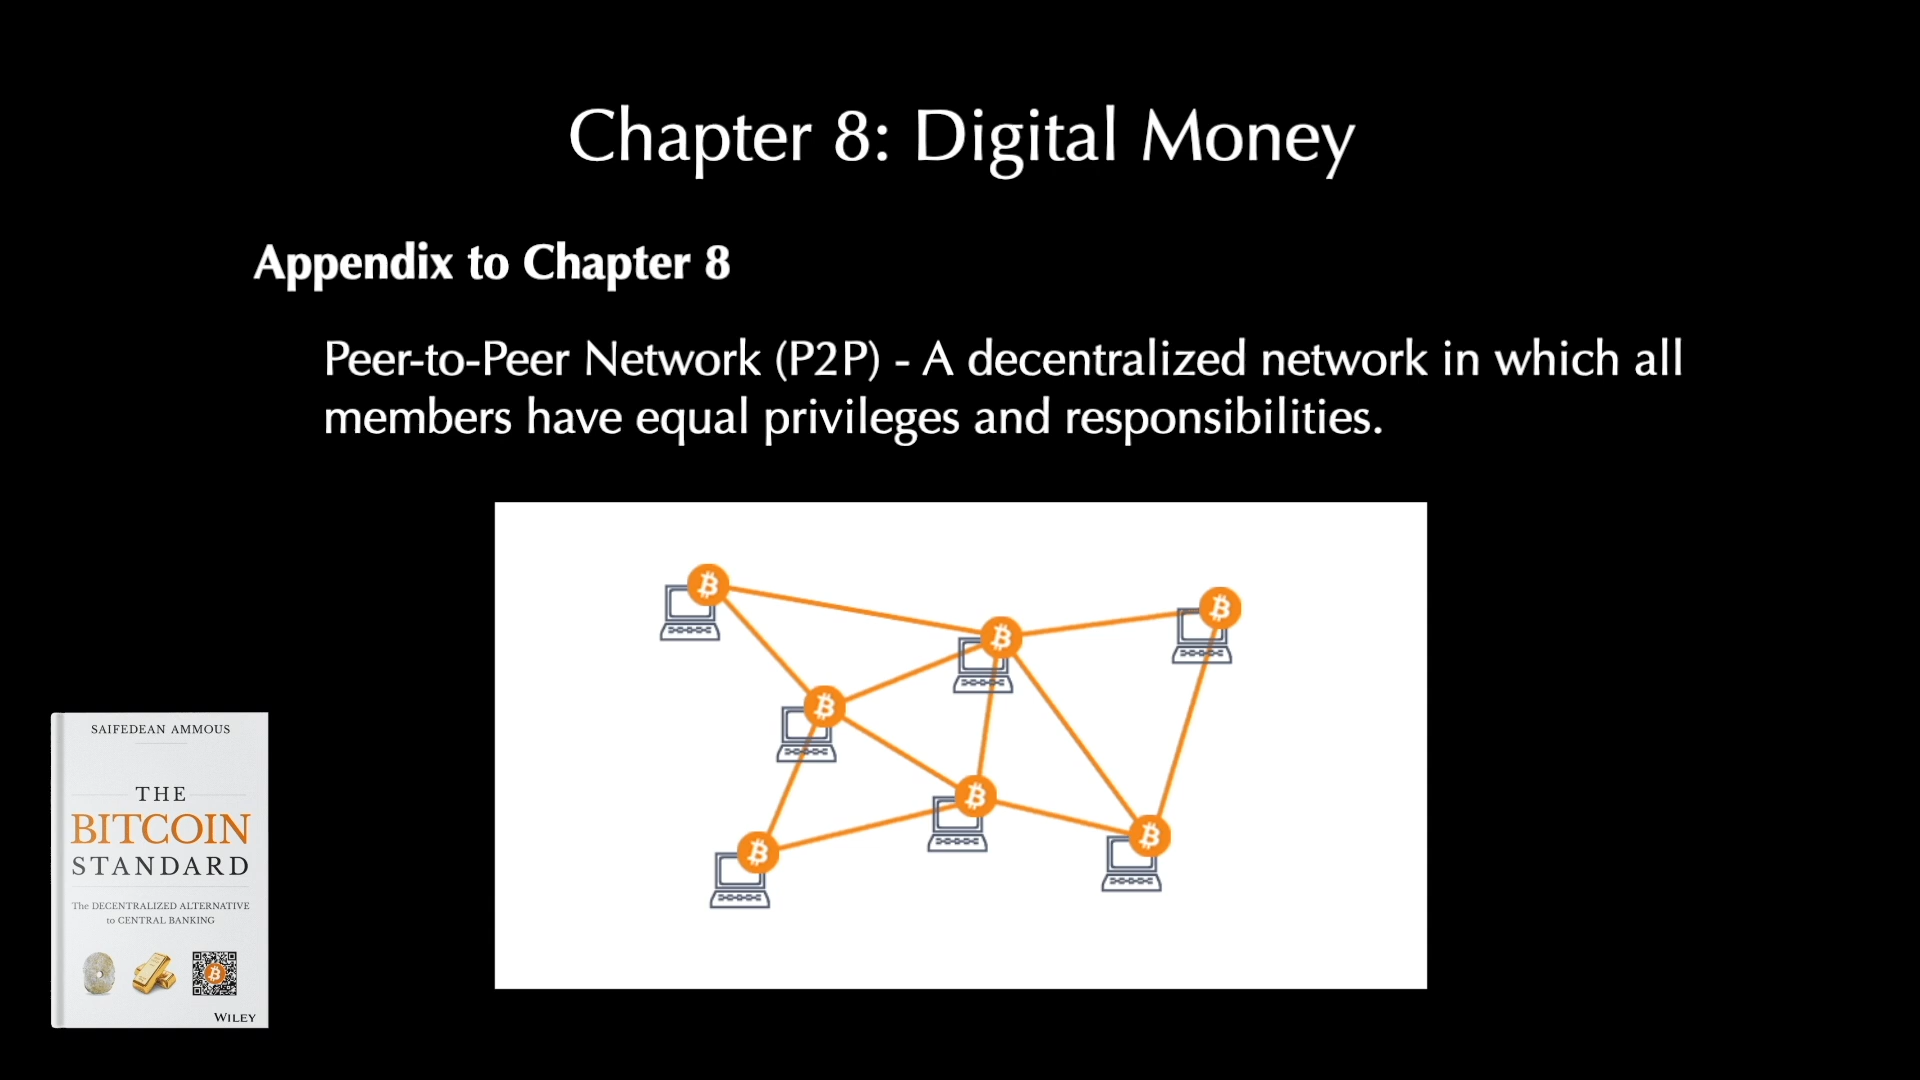 Chapter 8: Digital Money
Appendix to Chapter 8
Peer-to-Peer Network (P2P) - A decentralized network in which all
members have equal privileges and responsibilities.
SAIFEDEAN AMMOUS
THE
BITCOIN
STANDARD
The DECENTRALIZED ALTERNATIVE
to CENTRAL BANKING
WILEY